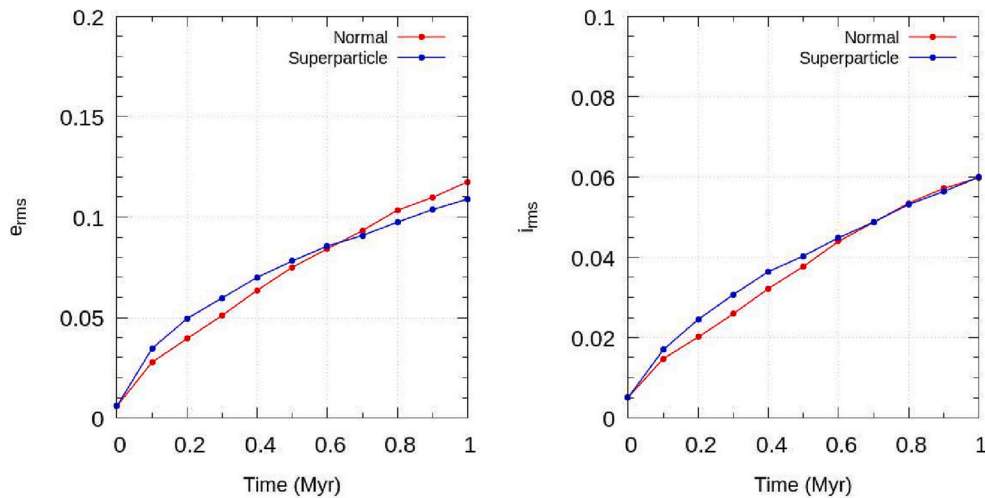 0.2
0.15
0.1
0.05
0
e_rms
Normal
Superparticle
0 0.2 0.4 0.6 0.8 1
Time (Myr)
0.1
0.08
0.06
0.04
0.02
0
i_rms
Normal
Superparticle
0 0.2 0.4 0.6 0.8 1
Time (Myr)